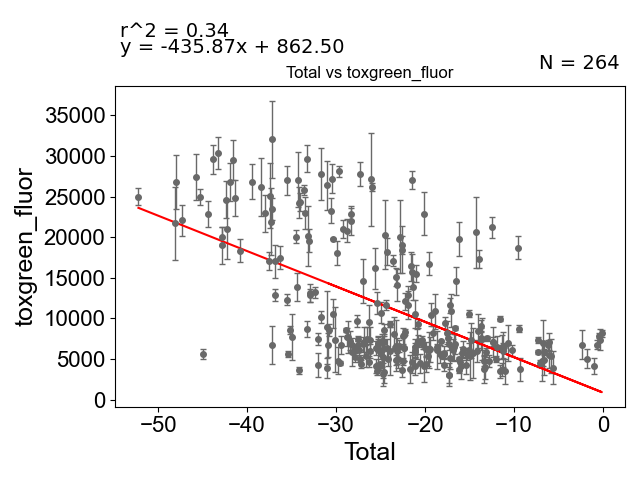 r^2 = 0.34
y = -435.87x + 862.50
N = 264
Total vs toxgreen_fluor
35000
30000
25000
20000
15000
10000
5000
0
toxgreen_fluor
−50
−40
−30
−20
−10
0
Total